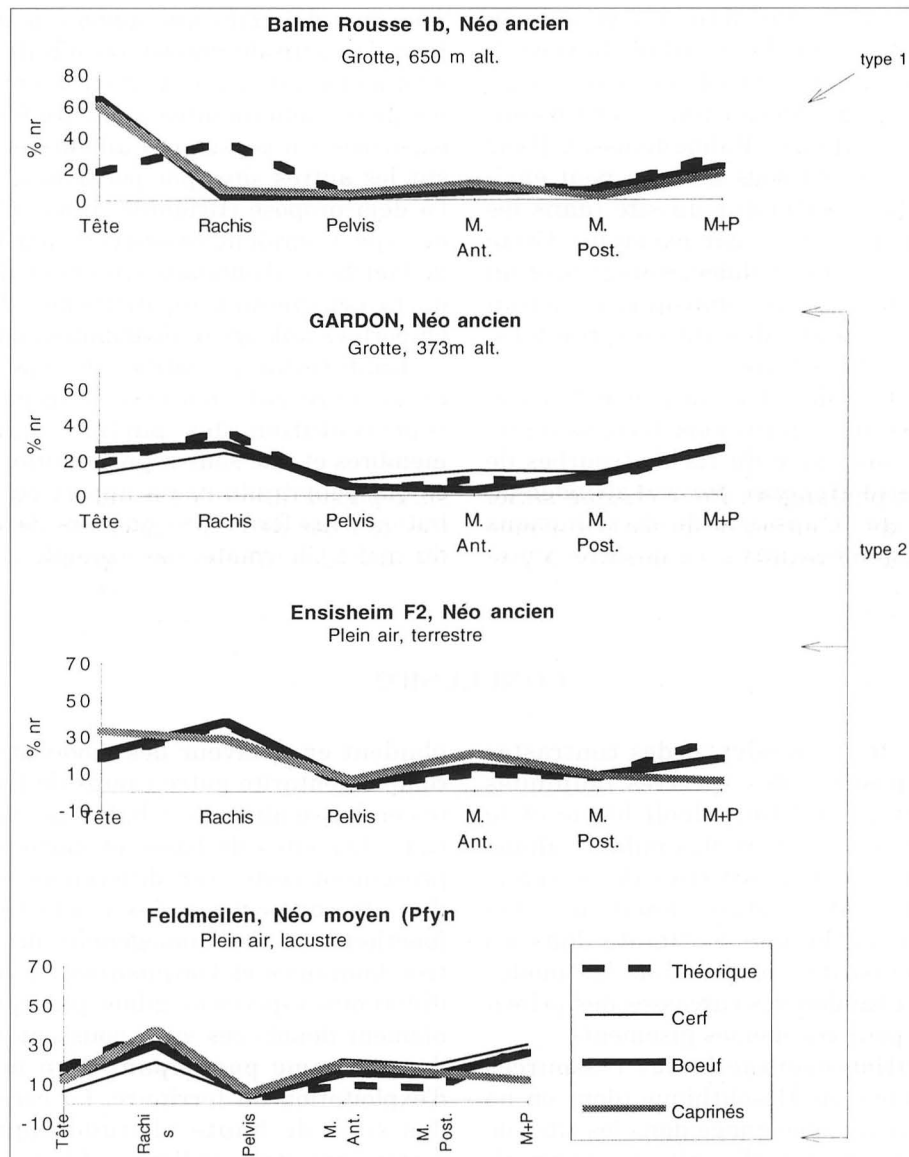 Balme Rousse 1b, Néo ancien
Grotte, 650 m alt.
type 1
80
60
40
20
0
% nr
Tête Rachis Pelvis M. Ant. M. Post. M+P
GARDON, Néo ancien
Grotte, 373m alt.
60
40
20
0
% nr
Tête Rachis Pelvis M. Ant. M. Post. M+P
type 2
Ensisheim F2, Néo ancien
Plein air, terrestre
70
50
30
10
-10
% nr
Tête Rachis Pelvis M. Ant. M. Post. M+P
Feldmeilen, Néo moyen (Pfyn
Plein air, lacustre
70
50
30
10
-10
Tête Rachi s Pelvis M. Ant. M. Post. M+P
Théorique
Cerf
Boeuf
Caprinés